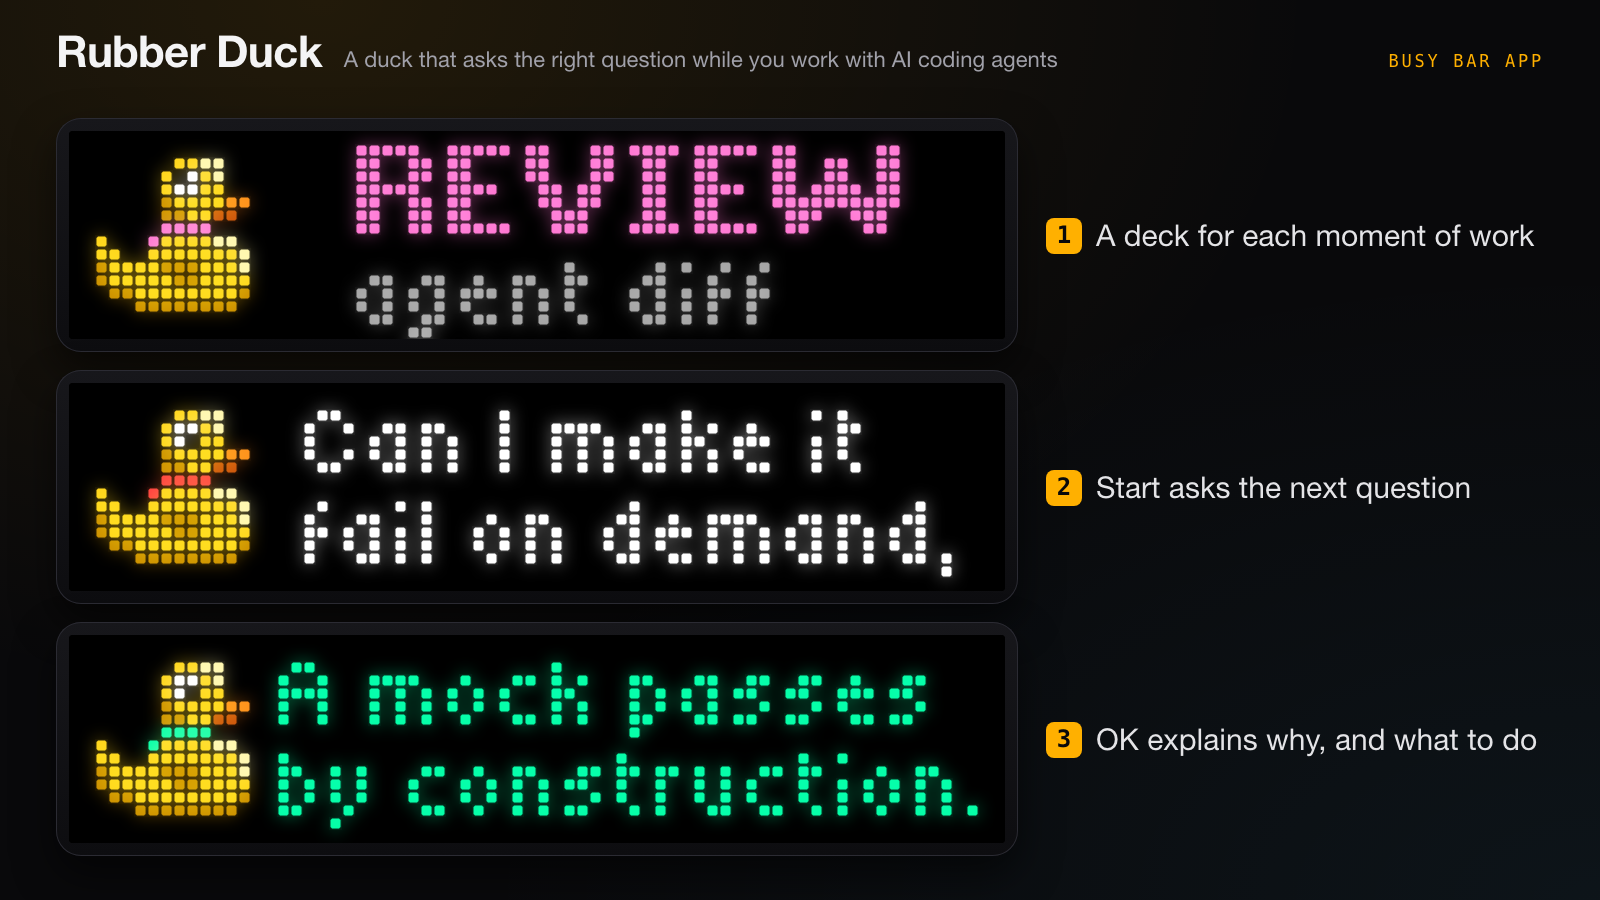 Rubber Duck A duck that asks the right question while you work with AI coding agents
BUSY BAR APP
REVIEW
agent diff
1 A deck for each moment of work
Can I make it
fail on demand,
2 Start asks the next question
A mock passes
by construction.
3 OK explains why, and what to do